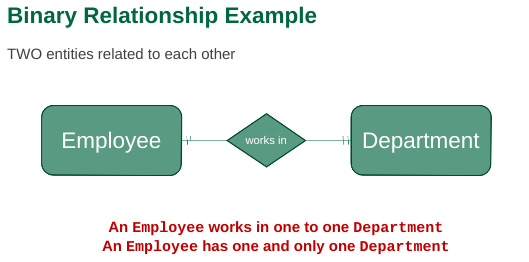 Binary Relationship Example
TWO entities related to each other
Employee
works in
Department
An Employee works in one to one Department
An Employee has one and only one Department